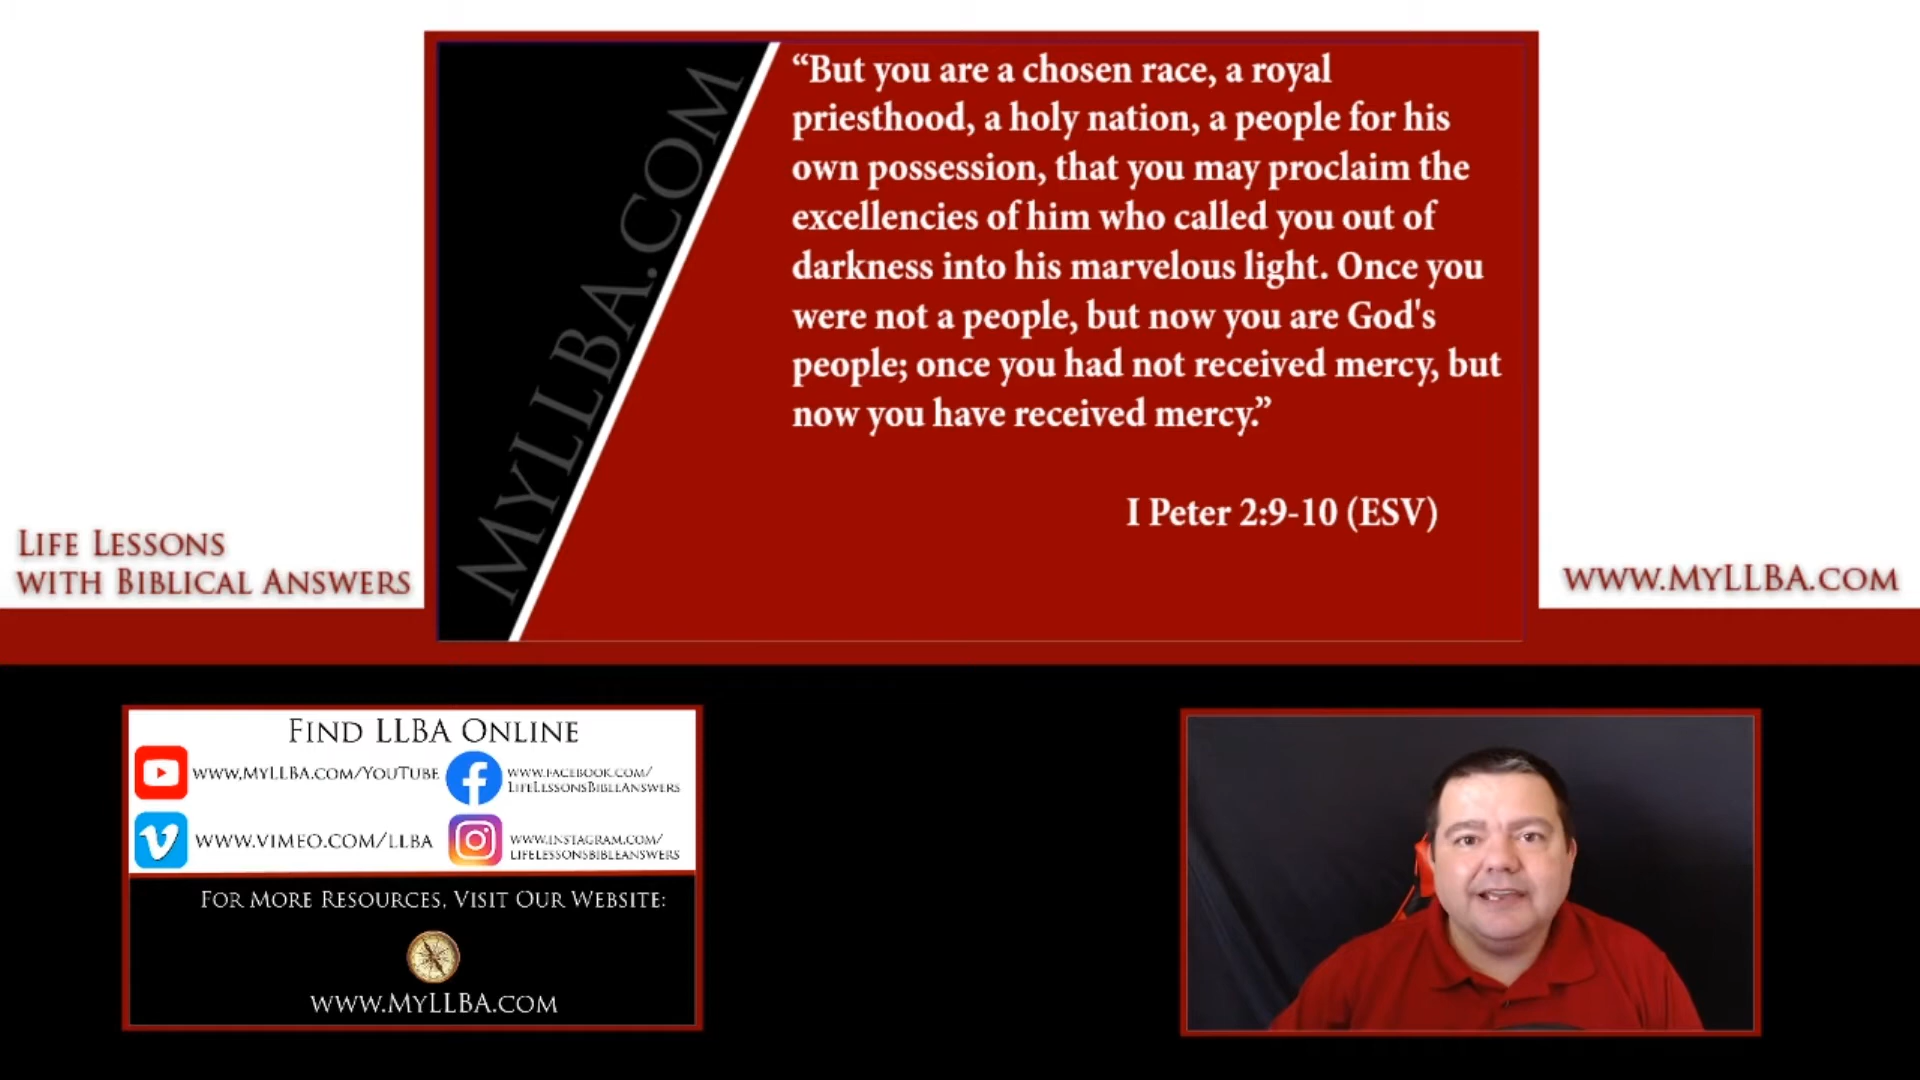 “But you are a chosen race, a royal
priesthood, a holy nation, a people for his
own possession, that you may proclaim the
excellencies of him who called you out of
darkness into his marvelous light. Once you
were not a people, but now you are God's
people; once you had not received mercy, but
now you have received mercy.”
I Peter 2:9-10 (ESV)
MYLLBA.COM
LIFE LESSONS
WITH BIBLICAL ANSWERS
WWW.MYLLBA.COM
FIND LLBA ONLINE
WWW.MYLLBA.COM/YOUTUBE
WWW.FACEBOOK.COM/
LIFELESSONSBIBLEANSWERS
WWW.VIMEO.COM/LLBA
WWW.INSTAGRAM.COM/
LIFELESSONSBIBLEANSWERS
FOR MORE RESOURCES, VISIT OUR WEBSITE:
WWW.MYLLBA.COM